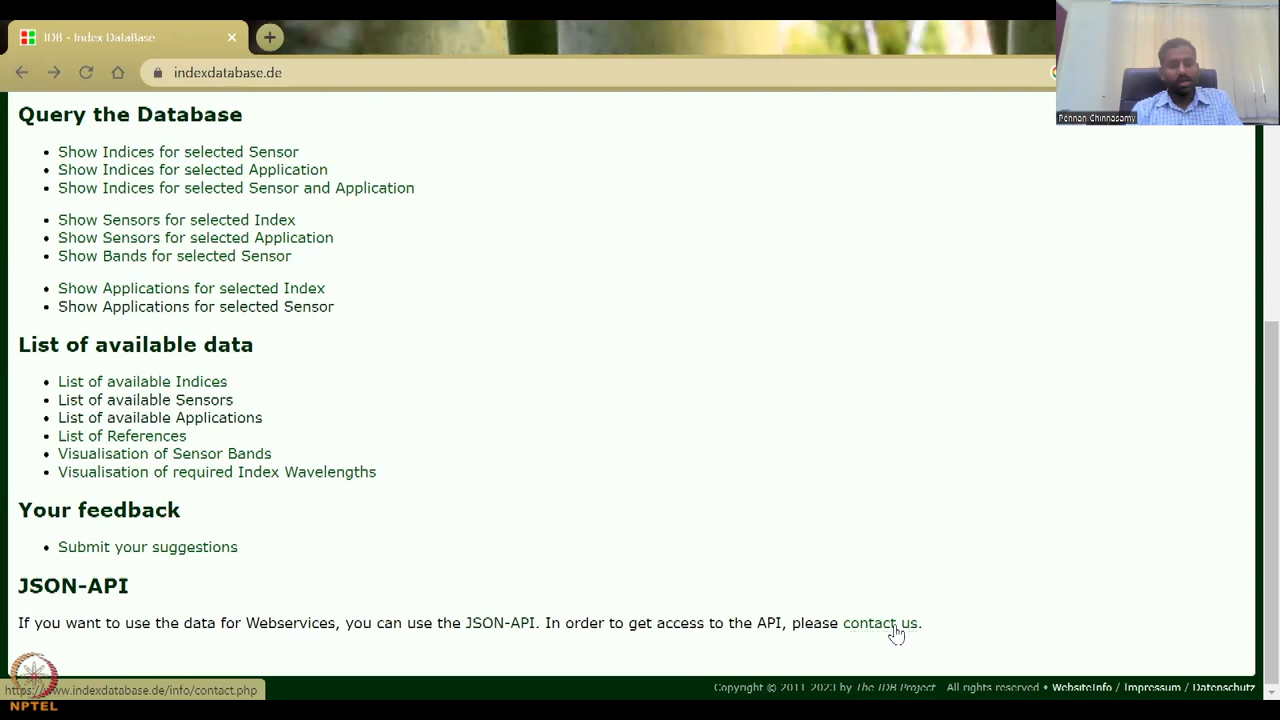 IDB - Index DataBase
indexdatabase.de
Pennan Chinnasamy
Query the Database
Show Indices for selected Sensor
Show Indices for selected Application
Show Indices for selected Sensor and Application
Show Sensors for selected Index
Show Sensors for selected Application
Show Bands for selected Sensor
Show Applications for selected Index
Show Applications for selected Sensor
List of available data
List of available Indices
List of available Sensors
List of available Applications
List of References
Visualisation of Sensor Bands
Visualisation of required Index Wavelengths
Your feedback
Submit your suggestions
JSON-API
If you want to use the data for Webservices, you can use the JSON-API. In order to get access to the API, please contact us.
https://www.indexdatabase.de/info/contact.php
Copyright © 2011-2023 by The IDB Project All rights reserved • WebsiteInfo / Impressum / Datenschutz
NPTEL